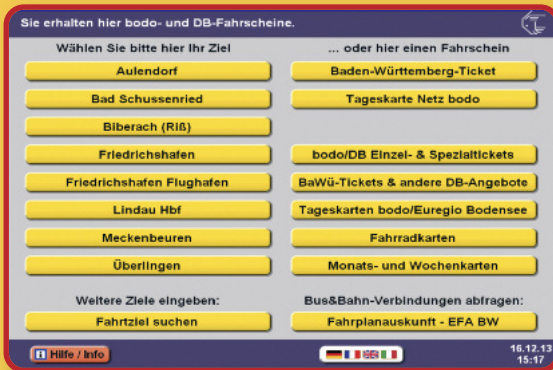 Sie erhalten hier bodo- und DB-Fahrscheine.
Wählen Sie bitte hier Ihr Ziel
Aulendorf
Bad Schussenried
Biberach (Riß)
Friedrichshafen
Friedrichshafen Flughafen
Lindau Hbf
Meckenbeuren
Überlingen
Weitere Ziele eingeben:
Fahrtziel suchen
... oder hier einen Fahrschein
Baden-Württemberg-Ticket
Tageskarte Netz bodo
bodo/DB Einzel- & Spezialtickets
BaWü-Tickets & andere DB-Angebote
Tageskarten bodo/Euregio Bodensee
Fahrradkarten
Monats- und Wochenkarten
Bus&Bahn-Verbindungen abfragen:
Fahrplanauskunft - EFA BW
i Hilfe / Info
16.12.13
15:17